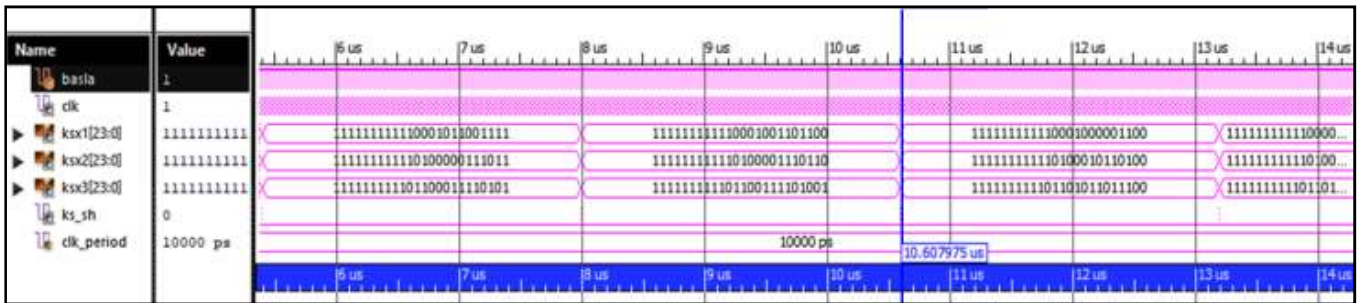 Name Value 6 us 7 us 8 us 9 us 10 us 11 us 12 us 13 us 14 us
basla 1
clk 1
ksx1[23:0] 1111111111 111111111110001011001111 111111111110001001101100 111111111110001000001100 111111111110000...
ksx2[23:0] 1111111111 111111111110100000111011 111111111110100001110110 111111111110100010110100 111111111110100...
ksx3[23:0] 1111111111 111111111101100011110101 111111111101100111101001 111111111101101011011100 111111111101101...
ks_sh 0
clk_period 10000 ps 10000 ps
10.607975 us
6 us 7 us 8 us 9 us 10 us 11 us 12 us 13 us 14 us